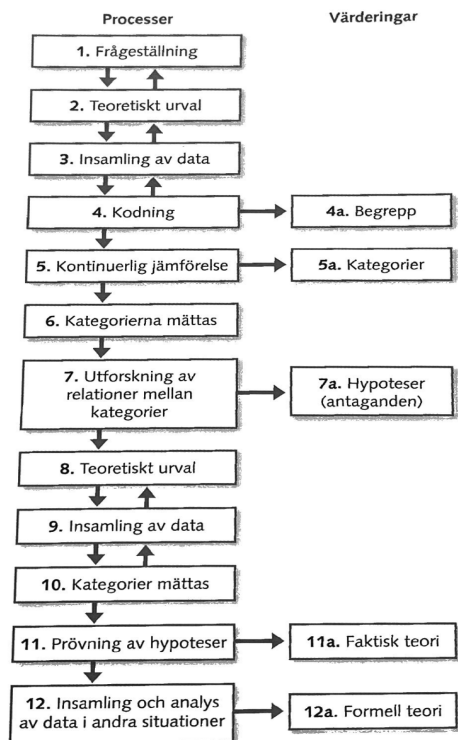 Processer
Värderingar
1. Frågeställning
2. Teoretiskt urval
3. Insamling av data
4. Kodning
4a. Begrepp
5. Kontinuerlig jämförelse
5a. Kategorier
6. Kategorierna mättas
7. Utforskning av
relationer mellan
kategorier
7a. Hypoteser
(antaganden)
8. Teoretiskt urval
9. Insamling av data
10. Kategorier mättas
11. Prövning av hypoteser
11a. Faktisk teori
12. Insamling och analys
av data i andra situationer
12a. Formell teori